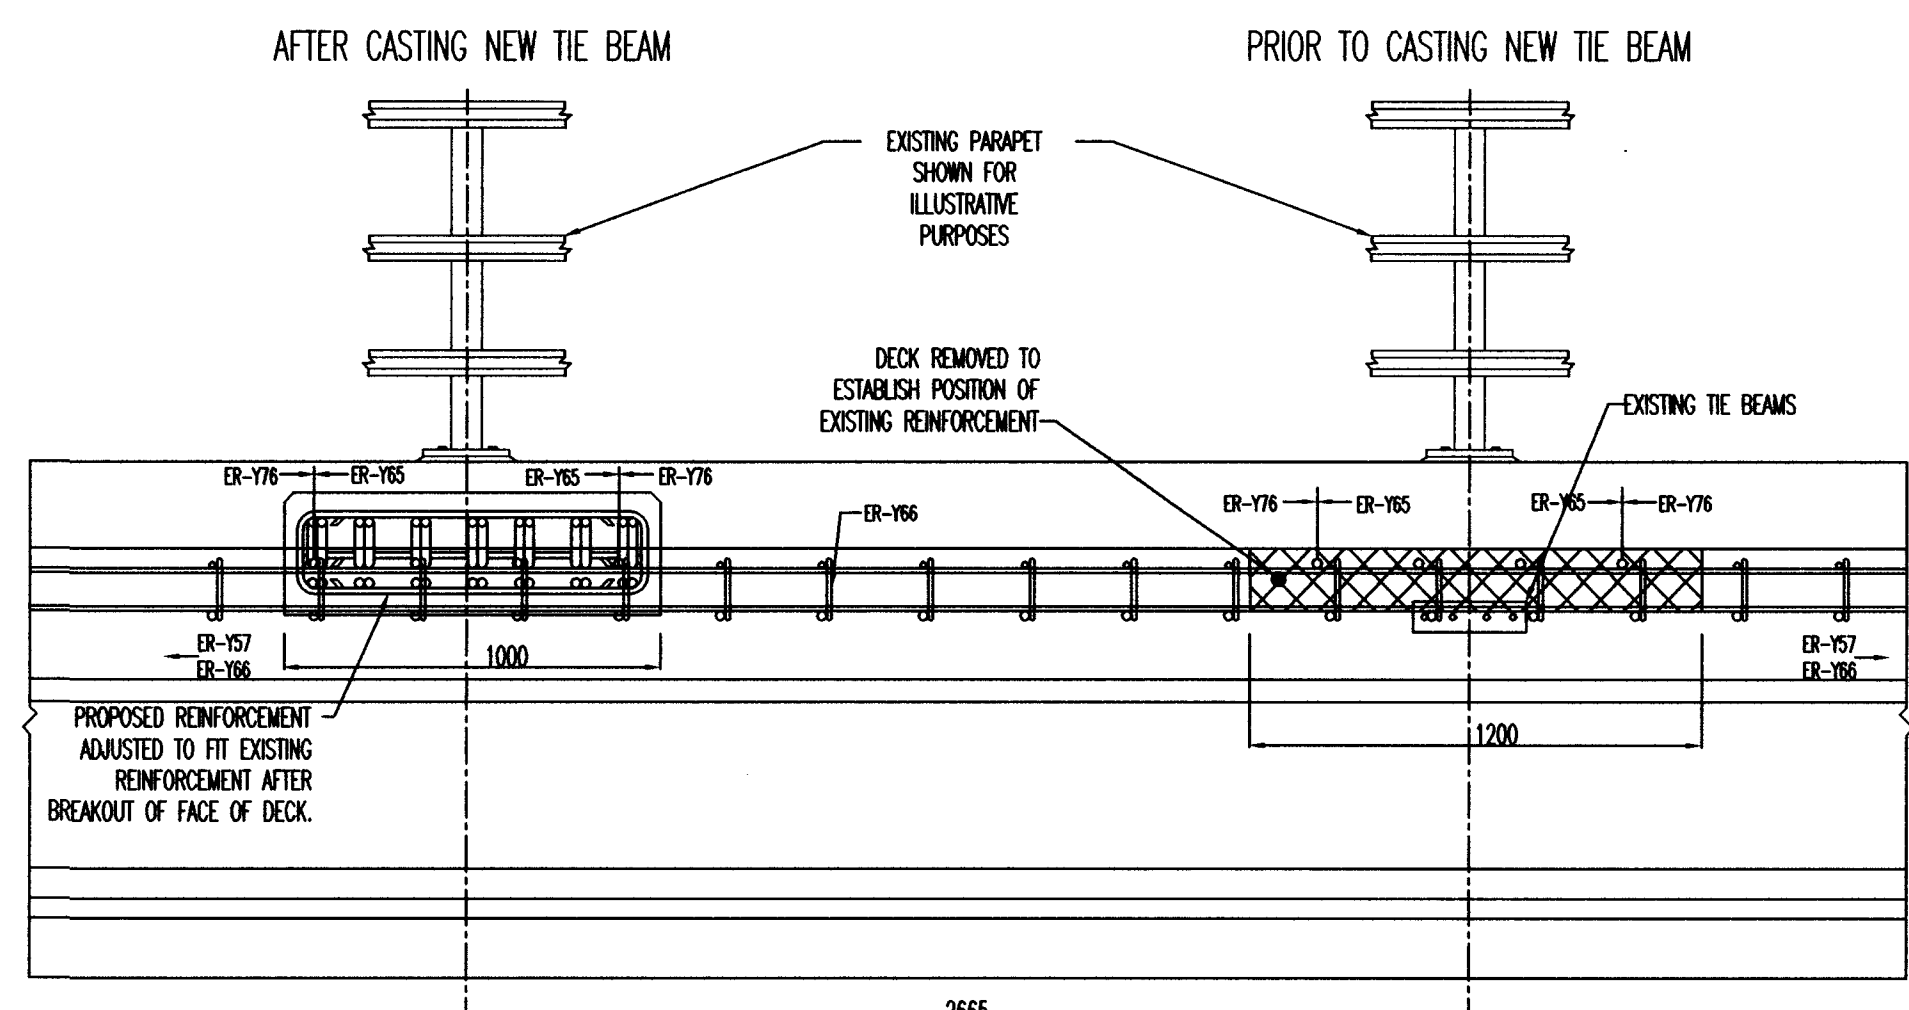 AFTER CASTING NEW TIE BEAM
PRIOR TO CASTING NEW TIE BEAM
EXISTING PARAPET
SHOWN FOR
ILLUSTRATIVE
PURPOSES
DECK REMOVED TO
ESTABLISH POSITION OF
EXISTING REINFORCEMENT
EXISTING TIE BEAMS
ER-Y76
ER-Y65
ER-Y65
ER-Y76
ER-Y66
ER-Y76
ER-Y65
ER-Y65
ER-Y76
ER-Y57
ER-Y66
1000
ER-Y57
ER-Y66
PROPOSED REINFORCEMENT
ADJUSTED TO FIT EXISTING
REINFORCEMENT AFTER
BREAKOUT OF FACE OF DECK.
1200